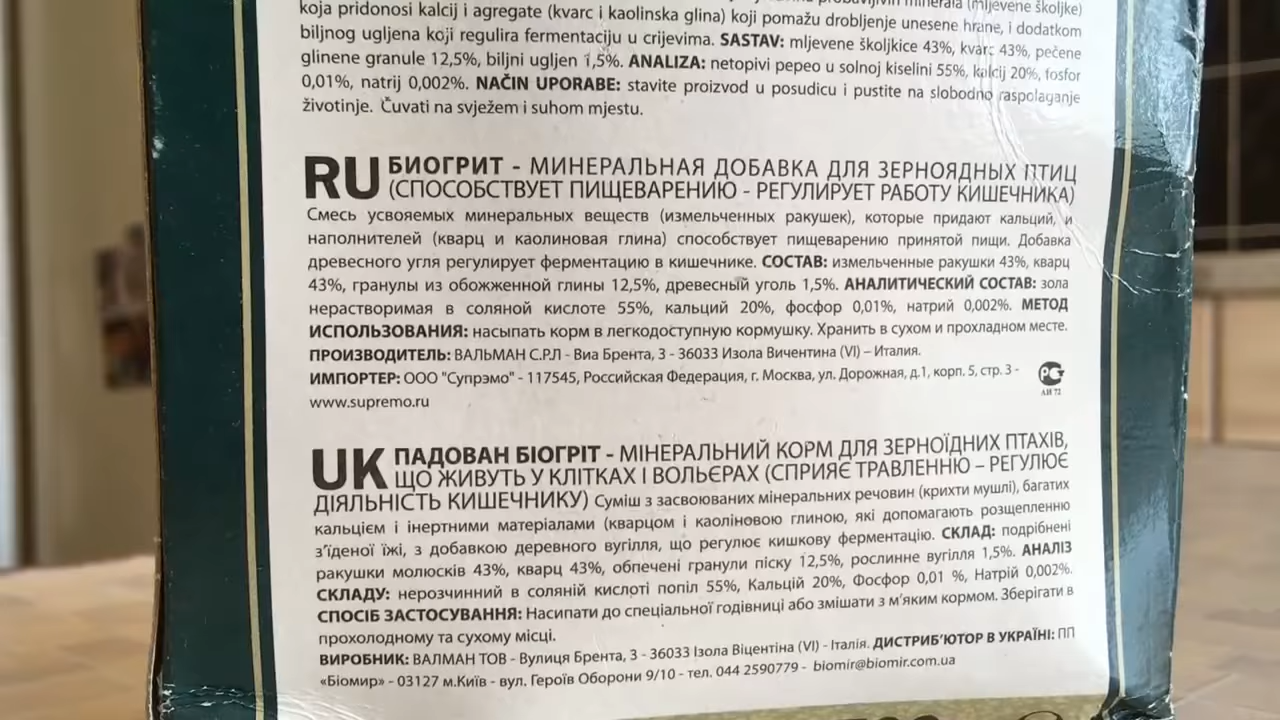 mljevene školjke)
koja pridonosi kalcij i agregate (kvarc i kaolinska glina) koji pomažu drobljenje unesene hrane, i dodatkom
biljnog ugljena koji regulira fermentaciju u crijevima. SASTAV: mljevene školjkice 43%, kvarc 43%, pečene
glinene granule 12,5%, biljni ugljen 1,5%. ANALIZA: netopivi pepeo u solnoj kiselini 55%, kalcij 20%, fosfor
0,01%, natrij 0,002%. NAČIN UPORABE: stavite proizvod u posudicu i pustite na slobodno raspolaganje
životinje. Čuvati na svježem i suhom mjestu.
RU БИОГРИТ - МИНЕРАЛЬНАЯ ДОБАВКА ДЛЯ ЗЕРНОЯДНЫХ ПТИЦ
(СПОСОБСТВУЕТ ПИЩЕВАРЕНИЮ - РЕГУЛИРУЕТ РАБОТУ КИШЕЧНИКА)
Смесь усвояемых минеральных веществ (измельченных ракушек), которые придают кальций, и
наполнителей (кварц и каолиновая глина) способствует пищеварению принятой пищи. Добавка
древесного угля регулирует ферментацию в кишечнике. СОСТАВ: измельченные ракушки 43%, кварц
43%, гранулы из обожженной глины 12,5%, древесный уголь 1,5%. АНАЛИТИЧЕСКИЙ СОСТАВ: зола
нерастворимая в соляной кислоте 55%, кальций 20%, фосфор 0,01%, натрий 0,002%. МЕТОД
ИСПОЛЬЗОВАНИЯ: насыпать корм в легкодоступную кормушку. Хранить в сухом и прохладном месте.
ПРОИЗВОДИТЕЛЬ: ВАЛЬМАН С.Р.Л - Виа Брента, 3 - 36033 Изола Вичентина (VI) – Италия.
ИМПОРТЕР: ООО "Супрэмо" - 117545, Российская Федерация, г. Москва, ул. Дорожная, д.1, корп. 5, стр. 3 -
www.supremo.ru
АИ 72
UK ПАДОВАН БІОГРІТ - МІНЕРАЛЬНИЙ КОРМ ДЛЯ ЗЕРНОЇДНИХ ПТАХІВ,
ЩО ЖИВУТЬ У КЛІТКАХ І ВОЛЬЄРАХ (СПРИЯЄ ТРАВЛЕННЮ – РЕГУЛЮЄ
ДІЯЛЬНІСТЬ КИШЕЧНИКУ) Суміш з засвоюваних мінеральних речовин (крихти мушлі), багатих
кальцієм і інертними матеріалами (кварцом і каоліновою глиною, які допомагають розщепленню
з'їденої їжі, з добавкою деревного вугілля, що регулює кишкову ферментацію. СКЛАД: подрібнені
ракушки молюсків 43%, кварц 43%, обпечені гранули піску 12,5%, рослинне вугілля 1,5%. АНАЛІЗ
СКЛАДУ: нерозчинний в соляній кислоті попіл 55%, Кальцій 20%, Фосфор 0,01 %, Натрій 0,002%.
СПОСІБ ЗАСТОСУВАННЯ: Насипати до спеціальної годівниці або змішати з м'яким кормом. Зберігати в
прохолодному та сухому місці.
ВИРОБНИК: ВАЛМАН ТОВ - Вулиця Брента, 3 - 36033 Ізола Віцентіна (VI) - Італія. ДИСТРИБ'ЮТОР В УКРАЇНІ: ПП
«Біомир» - 03127 м.Київ - вул. Героїв Оборони 9/10 - тел. 044 2590779 - biomir@biomir.com.ua